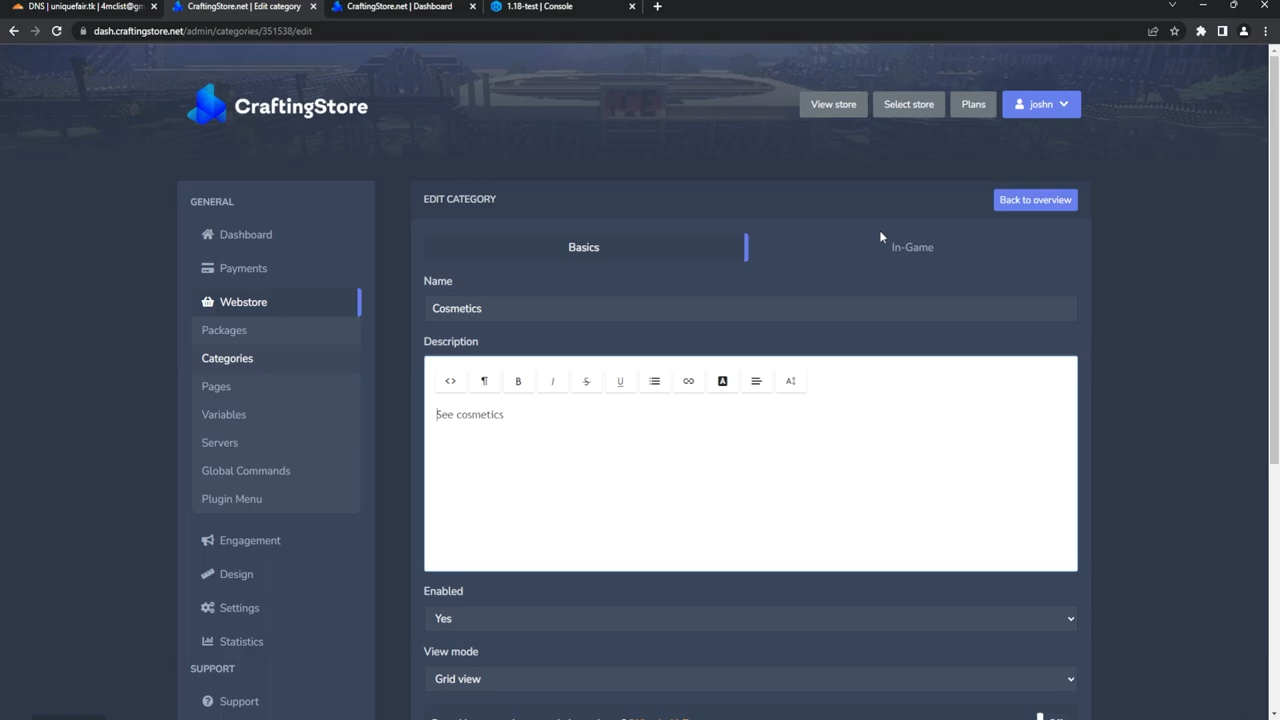 DNS | uniquefair.tk | 4mclist@gm
CraftingStore.net | Edit category
CraftingStore.net | Dashboard
1.18-test | Console
dash.craftingstore.net/admin/categories/351538/edit
CraftingStore
View store
Select store
Plans
joshn
GENERAL
Dashboard
Payments
Webstore
Packages
Categories
Pages
Variables
Servers
Global Commands
Plugin Menu
Engagement
Design
Settings
Statistics
SUPPORT
Support
EDIT CATEGORY
Back to overview
Basics
In-Game
Name
Cosmetics
Description
See cosmetics
Enabled
Yes
View mode
Grid view